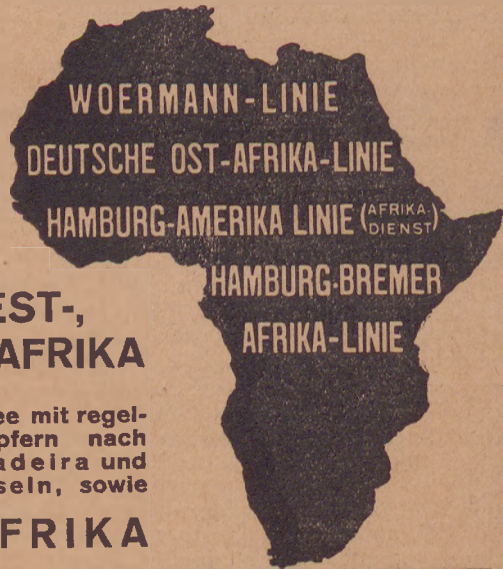 WOERMANN-LINIE
DEUTSCHE OST-AFRIKA-LINIE
HAMBURG-AMERIKA LINIE (AFRIKA-DIENST)
HAMBURG-BREMER
AFRIKA-LINIE
EST-,
AFRIKA
ee mit regel-
pfern nach
adeira und
seln, sowie
FRIKA